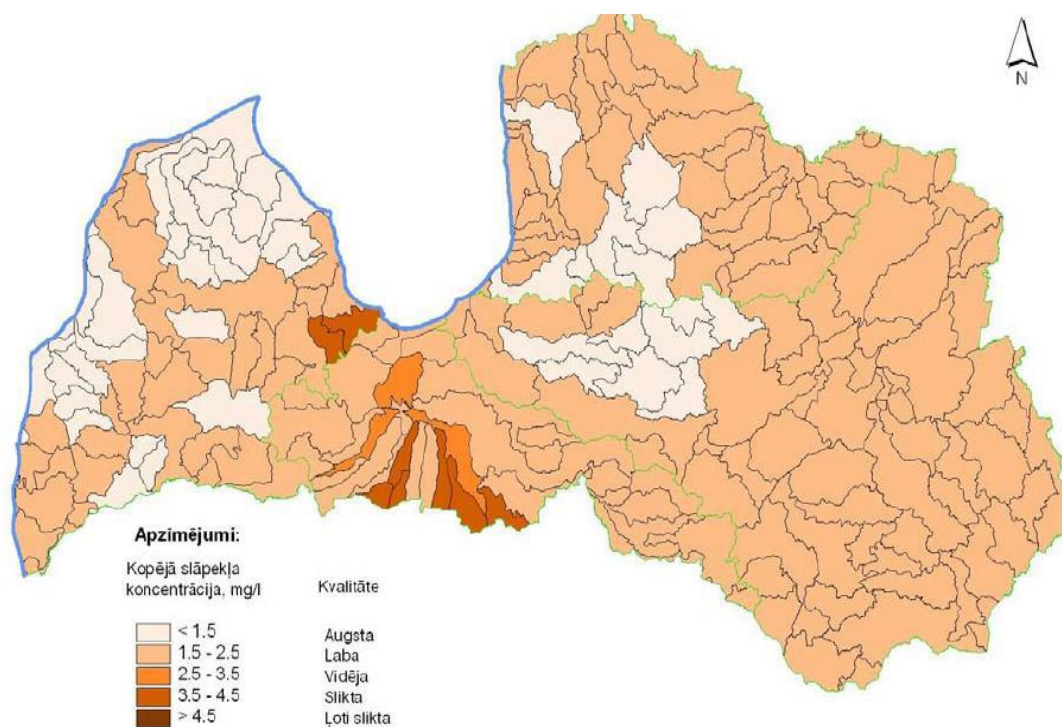 N
Apzīmējumi:
Kopējā slāpekļa
koncentrācija, mg/l
Kvalitāte
< 1.5 Augsta
1.5 - 2.5 Laba
2.5 - 3.5 Vidēja
3.5 - 4.5 Slikta
> 4.5 Ļoti slikta